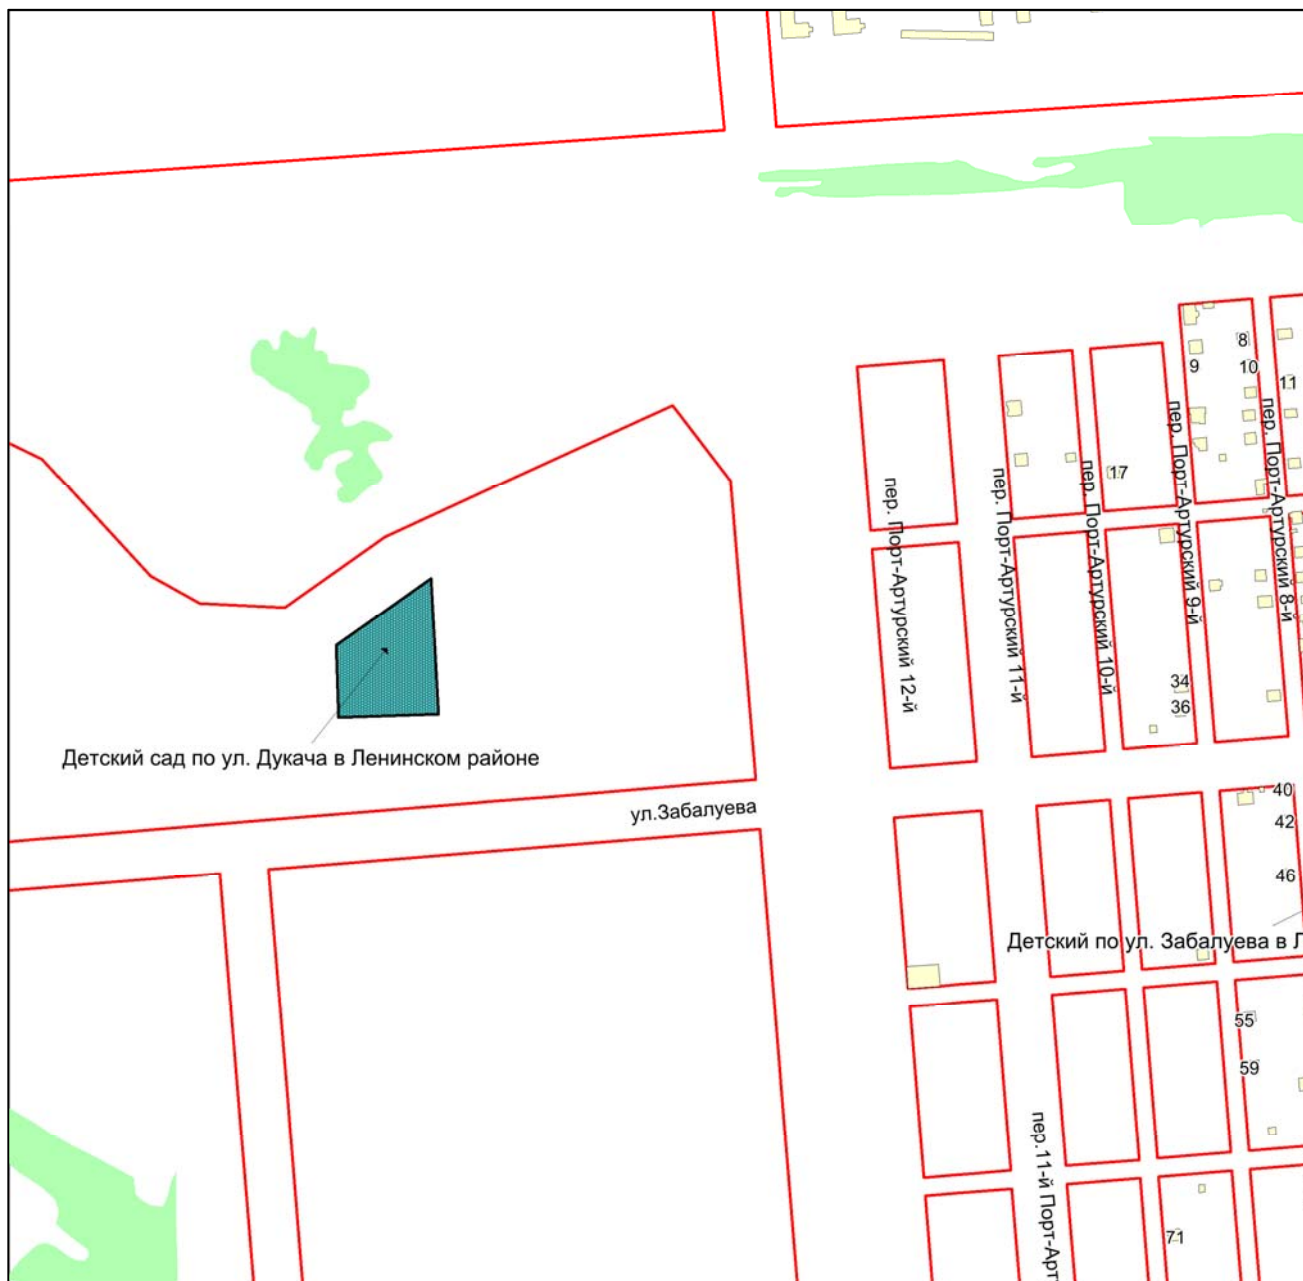 8
9
10
11
17
пер. Порт-Артурский 12-й
пер. Порт-Артурский 11-й
пер. Порт-Артурский 10-й
пер. Порт-Артурский 9-й
пер. Порт-Артурский 8-й
34
36
Детский сад по ул. Дукача в Ленинском районе
ул.Забалуева
40
42
46
Детский по ул. Забалуева в Л
55
59
пер.11-й Порт-Арт
71